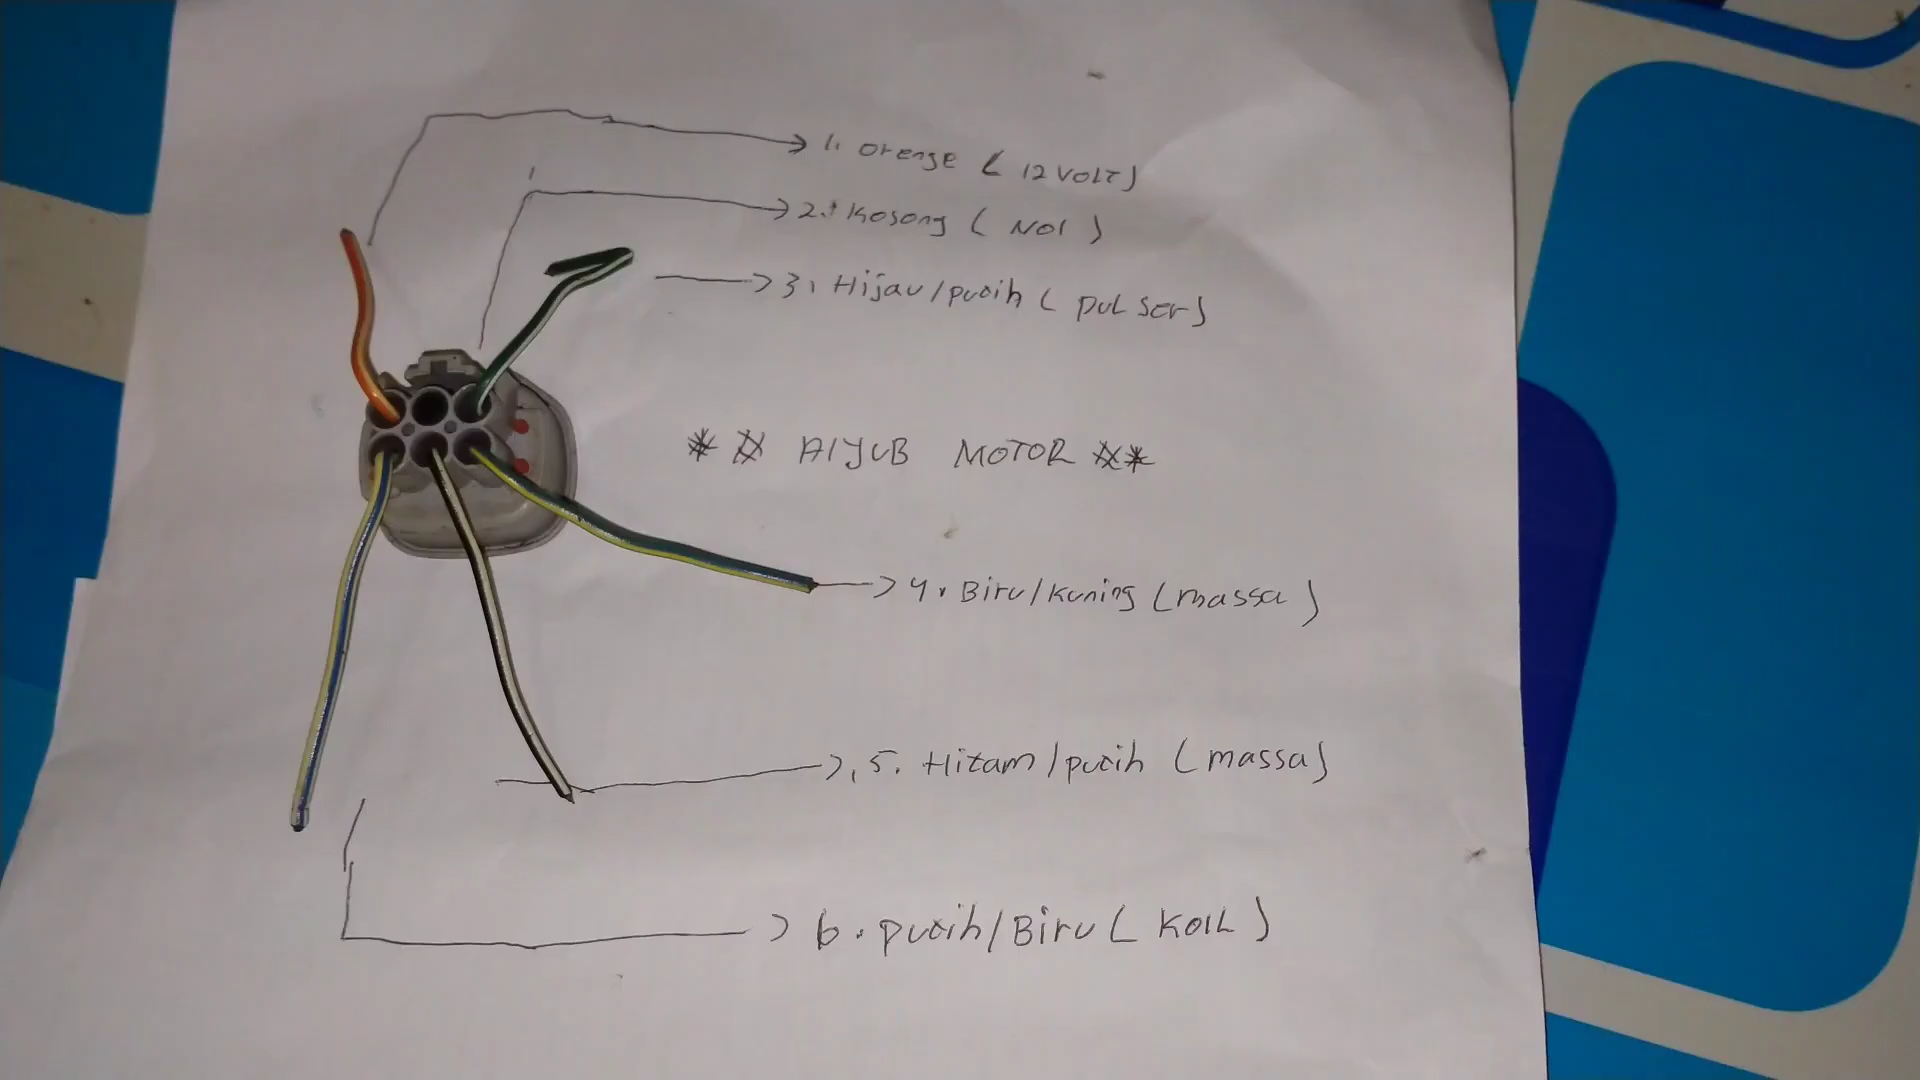 1. Orenge ( 12 VOLT )
2. Kosong ( NOl )
3. Hijau/putih ( pulser )
** AIYUB MOTOR **
4. Biru/Kuning ( massa )
5. Hitam/putih ( massa )
6. putih/Biru ( KOIL )